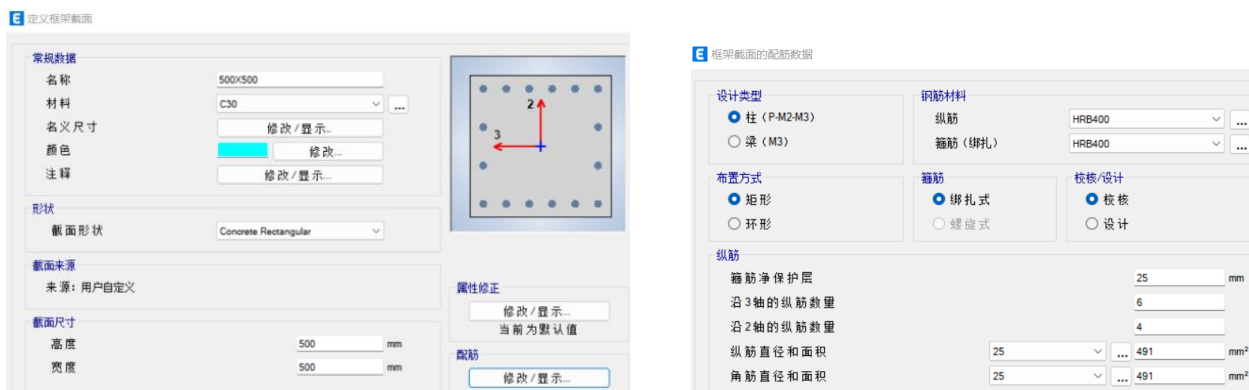 E 定义框架截面
常规数据
名称 500X500
材料 C30 ...
名义尺寸 修改/显示...
颜色 修改...
注释 修改/显示...
形状
截面形状 Concrete Rectangular
截面来源
来源：用户自定义
截面尺寸
高度 500 mm
宽度 500 mm
2
3
属性修正
修改/显示...
当前为默认值
配筋
修改/显示...
E 框架截面的配筋数据
设计类型
柱（P-M2-M3）
梁（M3）
钢筋材料
纵筋 HRB400 ...
箍筋（绑扎） HRB400 ...
布置方式
矩形
环形
箍筋
绑扎式
螺旋式
校核/设计
校核
设计
纵筋
箍筋净保护层 25 mm
沿3轴的纵筋数量 6
沿2轴的纵筋数量 4
纵筋直径和面积 25 ... 491 mm²
角筋直径和面积 25 ... 491 mm²